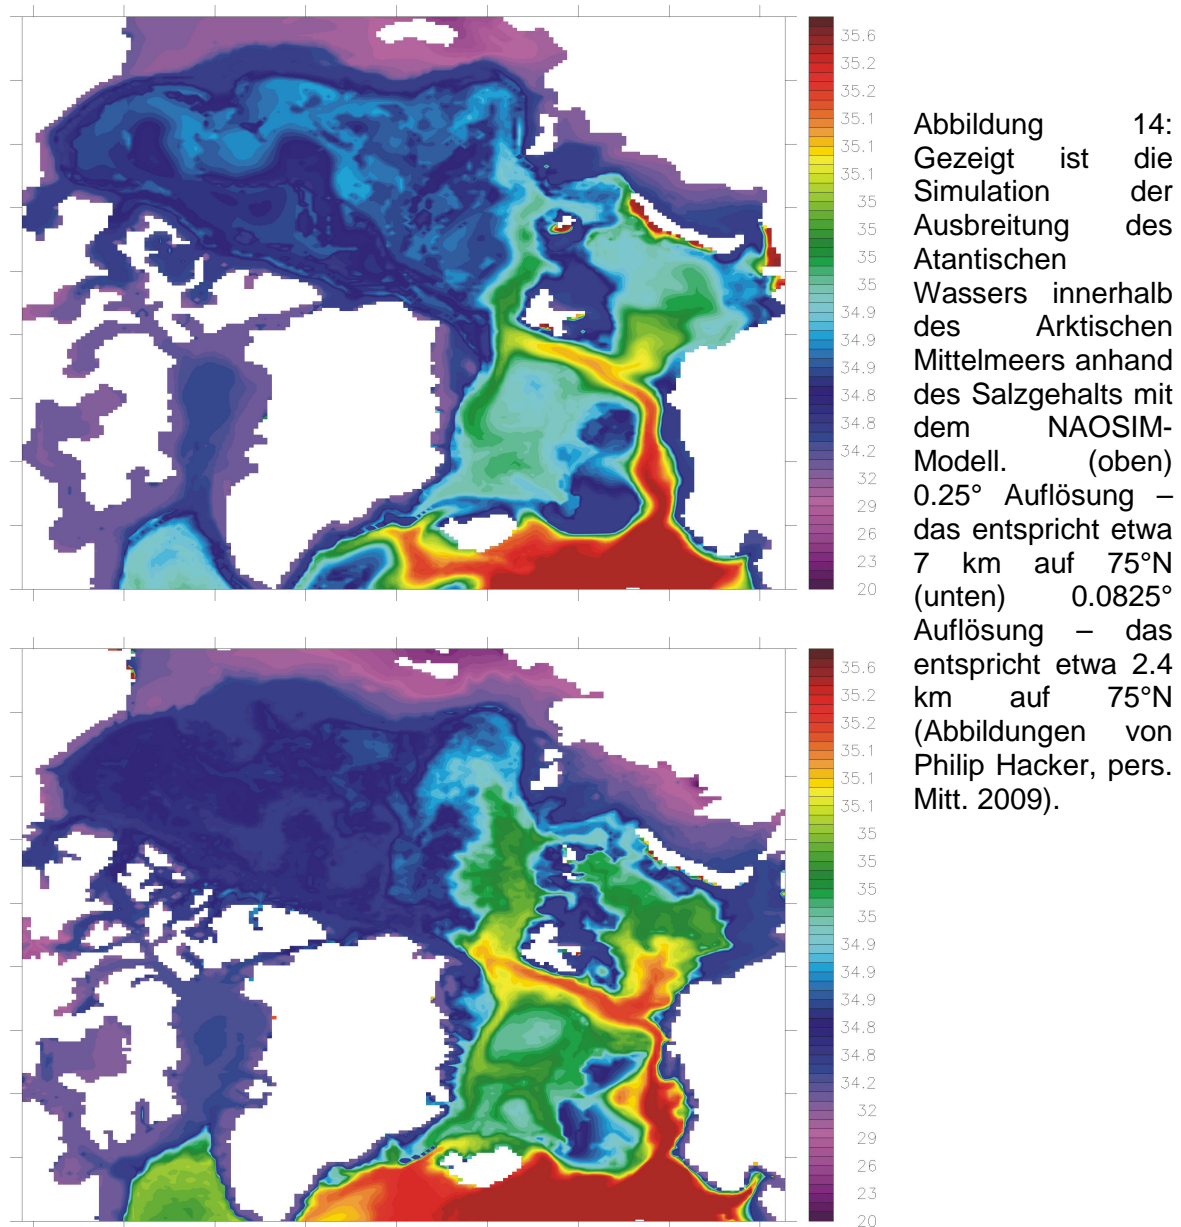 35.6
35.2
35.2
35.1
35.1
35.1
35
35
35
35
34.9
34.9
34.9
34.8
34.8
34.2
32
29
26
23
20
Abbildung 14:
Gezeigt ist die
Simulation der
Ausbreitung des
Atantischen
Wassers innerhalb
des Arktischen
Mittelmeers anhand
des Salzgehalts mit
dem NAOSIM-
Modell. (oben)
0.25° Auflösung –
das entspricht etwa
7 km auf 75°N
(unten) 0.0825°
Auflösung – das
entspricht etwa 2.4
km auf 75°N
(Abbildungen von
Philip Hacker, pers.
Mitt. 2009).
35.6
35.2
35.2
35.1
35.1
35.1
35
35
35
35
34.9
34.9
34.9
34.8
34.8
34.2
32
29
26
23
20